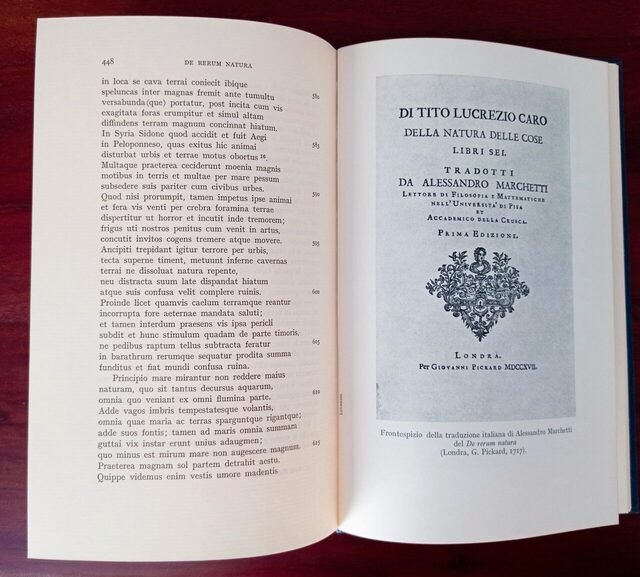 448
DE RERUM NATURA
in loca se cava terrai coniecit ibique
speluncas inter magnas fremit ante tumultu 580
versabunda(que) portatur, post incita cum vis
exagitata foras erumpitur et simul altam
diffindens terram magnum concinnat hiatum.
In Syria Sidone quod accidit et fuit Aegi 585
in Peloponneso, quas exitus hic animai
disturbat urbis et terrae motus obortus
Multaque praeterea ceciderunt moenia magnis
motibus in terris et multae per mare pessum
subsedere suis pariter cum civibus urbes. 590
Quod nisi prorumpit, tamen impetus ipse animai
et fera vis venti per crebra foramina terrae
dispertitur ut horror et incutit inde tremorem;
frigus uti nostros penitus cum venit in artus,
concutit invitos cogens tremere atque movere. 595
Ancipiti trepidant igitur terrore per urbis,
tecta superne timent, metuunt inferne cavernas
terrai ne dissoluat natura repente,
neu distracta suum late dispandat hiatum
atque suis confusa velit complere ruinis. 600
Proinde licet quamvis caelum terramque reantur
incorrupta fore aeternae mandata saluti;
et tamen interdum praesens vis ipsa pericli
subdit et hunc stimulum quadam de parte timoris,
ne pedibus raptim tellus subtracta feratur 605
in barathrum rerumque sequatur prodita summa
funditus et fiat mundi confusa ruina.
Principio mare mirantur non reddere maius
naturam, quo sit tantus decursus aquarum,
omnia quo veniant ex omni flumina parte. 610
Adde vagos imbris tempestatesque volantis,
omnia quae maria ac terras sparguntque rigantque;
adde suos fontis; tamen ad maris omnia summam
guttai vix instar erunt unius adaugmen;
quo minus est mirum mare non augescere magnum. 615
Praeterea magnam sol partem detrahit aestu.
Quippe videmus enim vestis umore madentis
DI TITO LUCREZIO CARO
DELLA NATURA DELLE COSE
LIBRI SEI.
TRADOTTI
DA ALESSANDRO MARCHETTI
LETTORE DI FILOSOFIA E MATTEMATICHE
NELL'UNIVERSITA' DI PISA
ET
ACCADEMICO DELLA CRUSCA.
PRIMA EDIZIONE.
LONDRA.
PER GIOVANNI PICKARD MDCCXVII.
Frontespizio della traduzione italiana di Alessandro Marchetti
del De rerum natura
(Londra, G. Pickard, 1717).